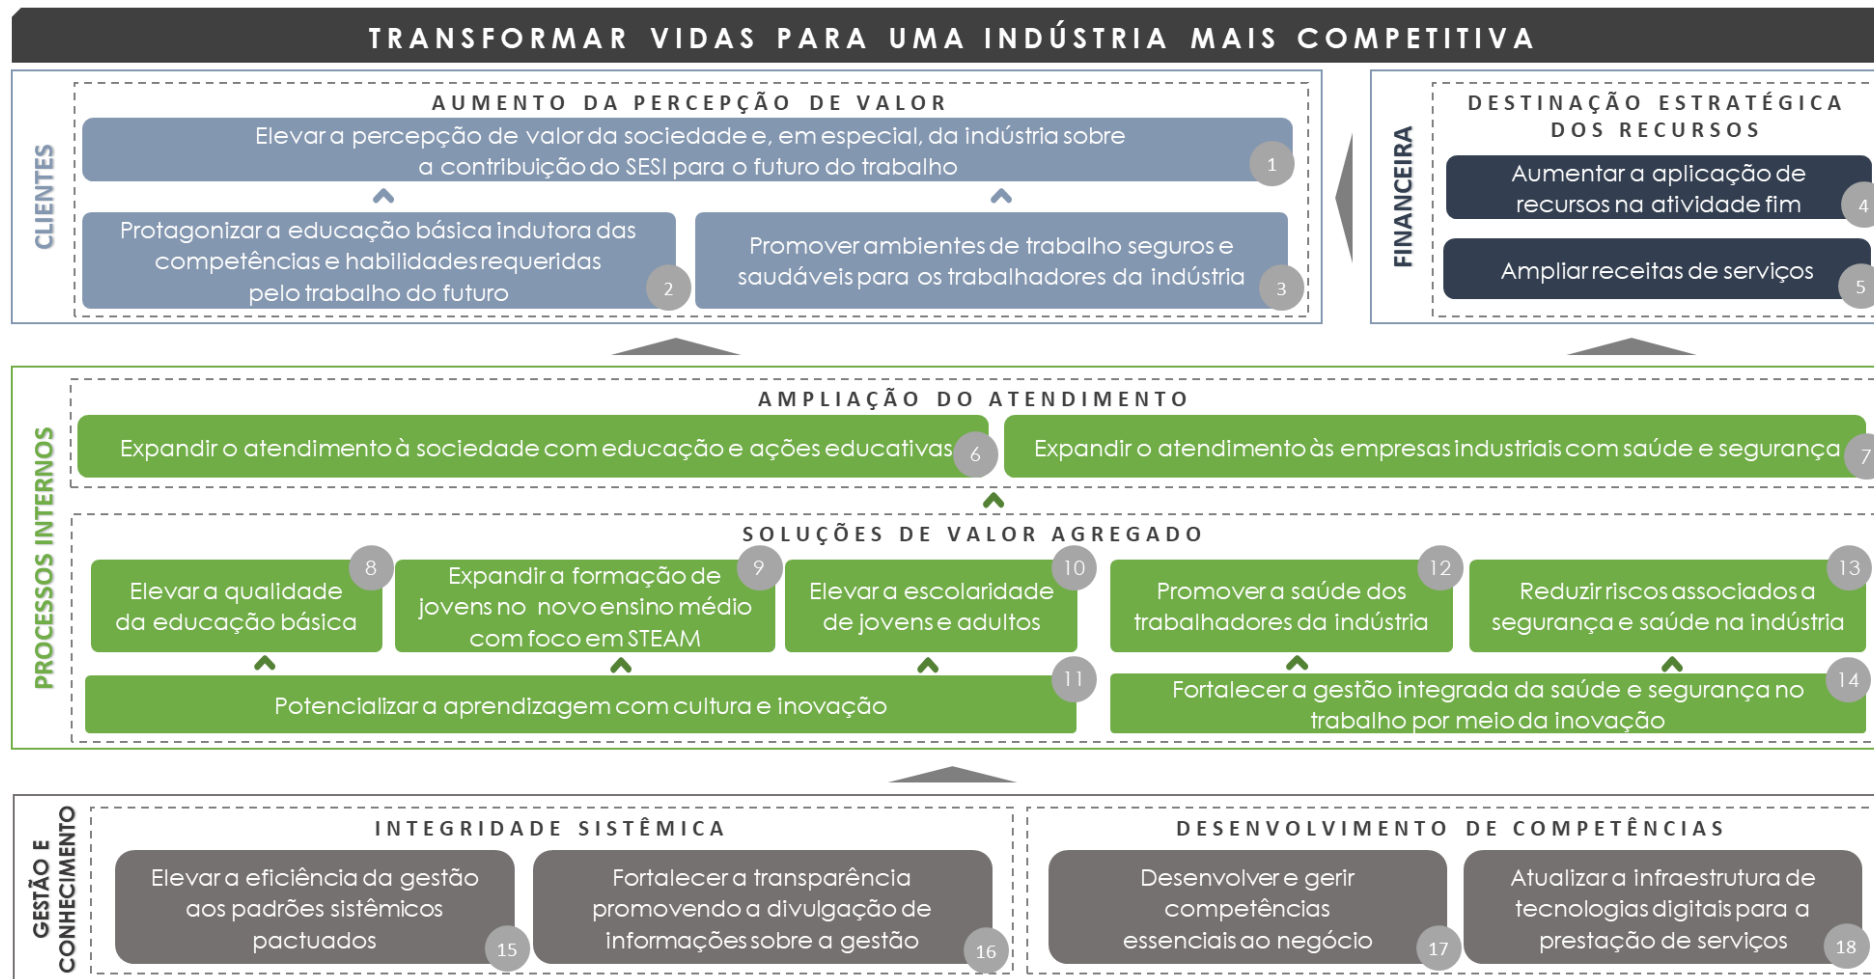 TRANSFORMAR VIDAS PARA UMA INDÚSTRIA MAIS COMPETITIVA
CLIENTES
AUMENTO DA PERCEPÇÃO DE VALOR
Elevar a percepção de valor da sociedade e, em especial, da indústria sobre
a contribuição do SESI para o futuro do trabalho
1
Protagonizar a educação básica indutora das
competências e habilidades requeridas
pelo trabalho do futuro
2
Promover ambientes de trabalho seguros e
saudáveis para os trabalhadores da indústria
3
FINANCEIRA
DESTINAÇÃO ESTRATÉGICA
DOS RECURSOS
Aumentar a aplicação de
recursos na atividade fim
4
Ampliar receitas de serviços
5
PROCESSOS INTERNOS
AMPLIAÇÃO DO ATENDIMENTO
Expandir o atendimento à sociedade com educação e ações educativas
6
Expandir o atendimento às empresas industriais com saúde e segurança
7
SOLUÇÕES DE VALOR AGREGADO
Elevar a qualidade
da educação básica
8
Expandir a formação de
jovens no novo ensino médio
com foco em STEAM
9
Elevar a escolaridade
de jovens e adultos
10
Promover a saúde dos
trabalhadores da indústria
12
Reduzir riscos associados a
segurança e saúde na indústria
13
Potencializar a aprendizagem com cultura e inovação
11
Fortalecer a gestão integrada da saúde e segurança no
trabalho por meio da inovação
14
GESTÃO E
CONHECIMENTO
INTEGRIDADE SISTÊMICA
Elevar a eficiência da gestão
aos padrões sistêmicos
pactuados
15
Fortalecer a transparência
promovendo a divulgação de
informações sobre a gestão
16
DESENVOLVIMENTO DE COMPETÊNCIAS
Desenvolver e gerir
competências
essenciais ao negócio
17
Atualizar a infraestrutura de
tecnologias digitais para a
prestação de serviços
18